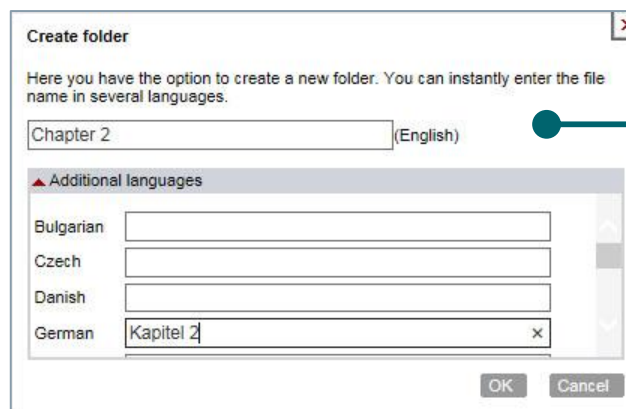 Create folder
Here you have the option to create a new folder. You can instantly enter the file
name in several languages.
Chapter 2 (English)
Additional languages
Bulgarian
Czech
Danish
German Kapitel 2
OK Cancel